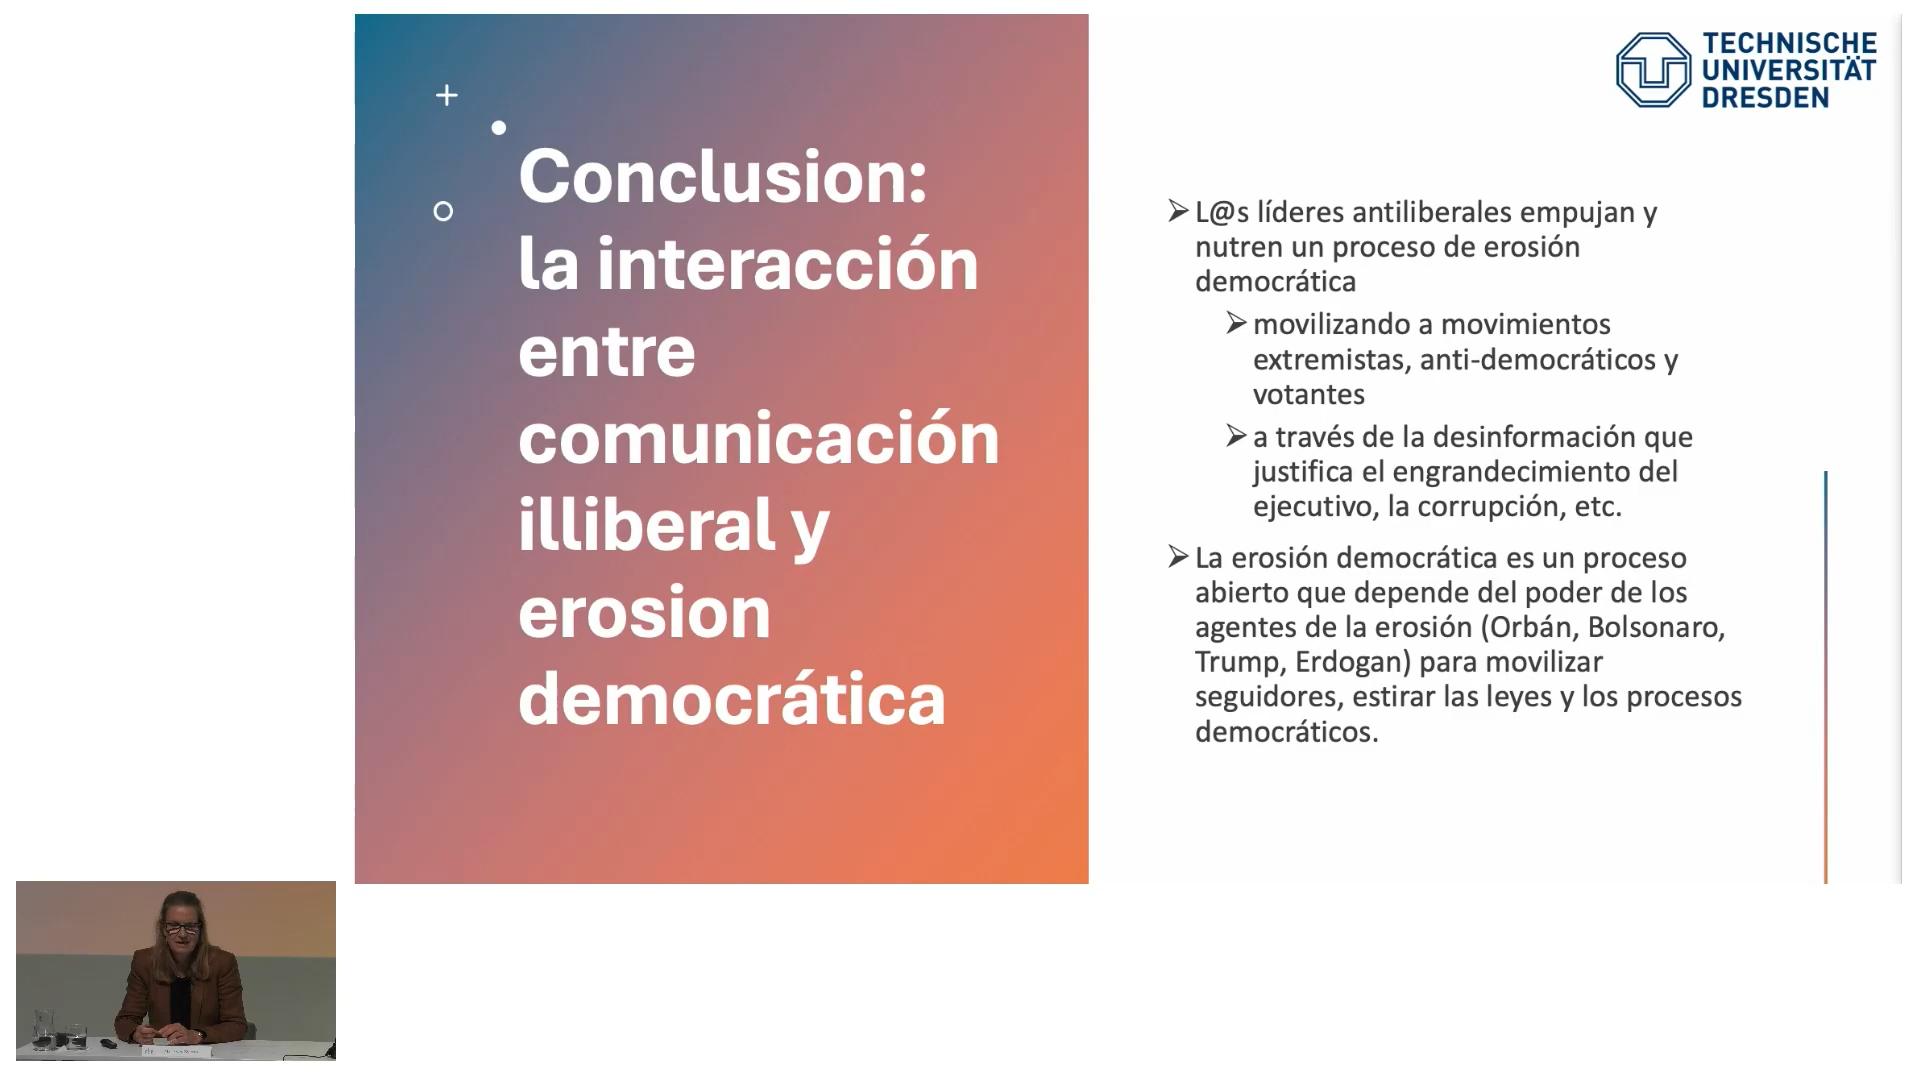 TECHNISCHE
UNIVERSITÄT
DRESDEN
Conclusion:
la interacción
entre
comunicación
illiberal y
erosion
democrática
L@s líderes antiliberales empujan y
nutren un proceso de erosión
democrática
movilizando a movimientos
extremistas, anti-democráticos y
votantes
a través de la desinformación que
justifica el engrandecimiento del
ejecutivo, la corrupción, etc.
La erosión democrática es un proceso
abierto que depende del poder de los
agentes de la erosión (Orbán, Bolsonaro,
Trump, Erdogan) para movilizar
seguidores, estirar las leyes y los procesos
democráticos.